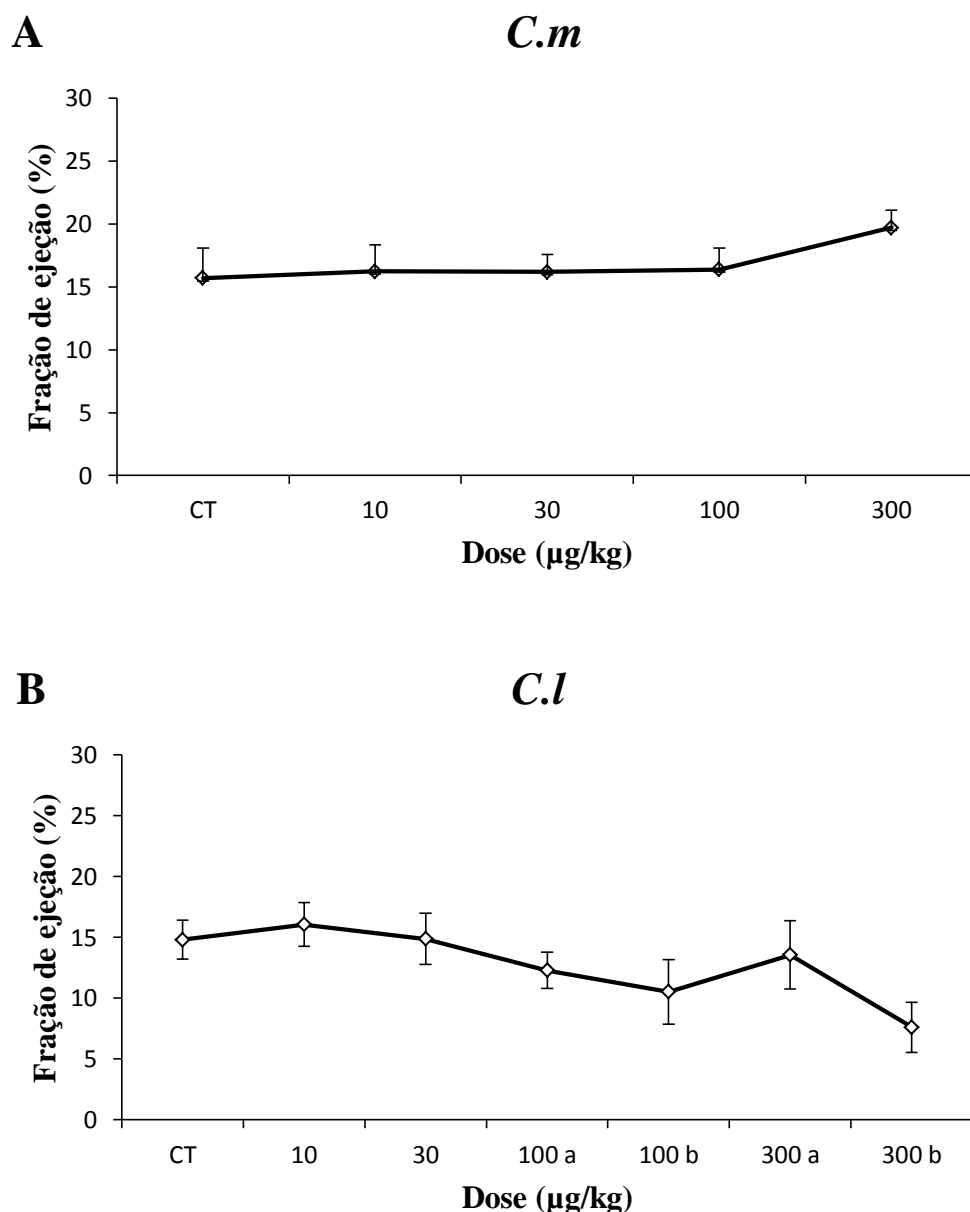 A
C.m
Fração de ejeção (%)
30
25
20
15
10
5
0
CT 10 30 100 300
Dose (µg/kg)
B
C.l
Fração de ejeção (%)
30
25
20
15
10
5
0
CT 10 30 100 a 100 b 300 a 300 b
Dose (µg/kg)